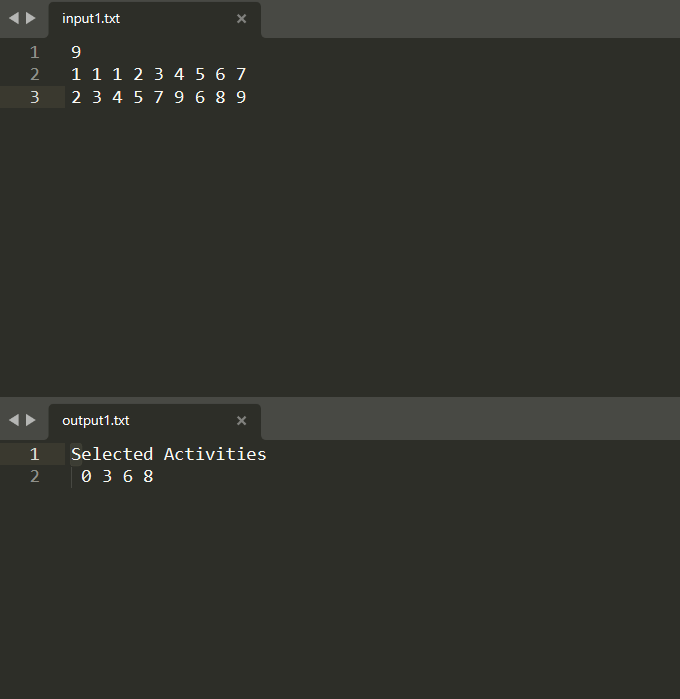 input1.txt
1 9
2 1 1 1 2 3 4 5 6 7
3 2 3 4 5 7 9 6 8 9
output1.txt
1 Selected Activities
2 0 3 6 8